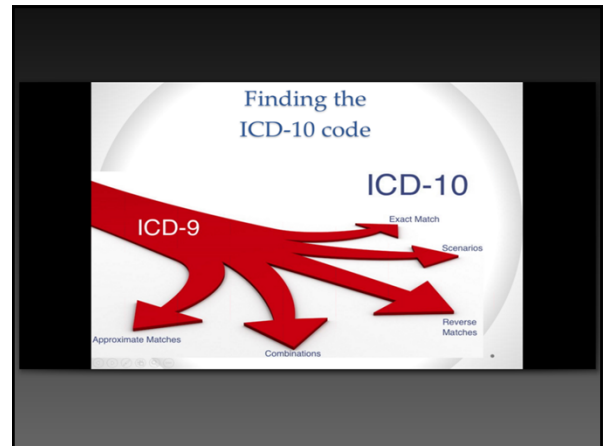 Finding the
ICD-10 code
ICD-10
ICD-9
Exact Match
Scenarios
Reverse
Matches
Approximate Matches
Combinations